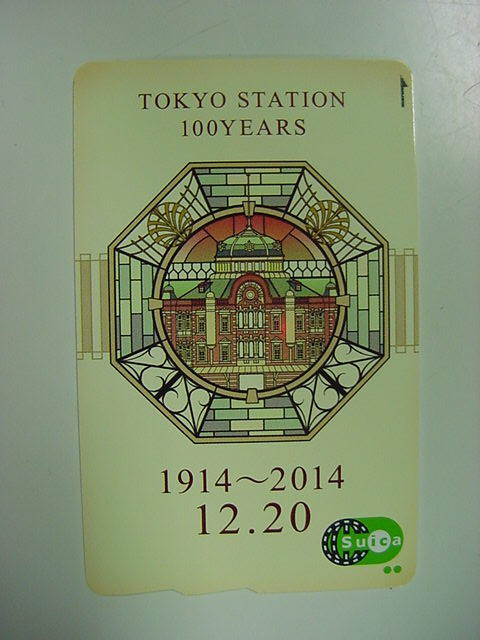 TOKYO STATION
100YEARS
1914～2014
12.20
Suica